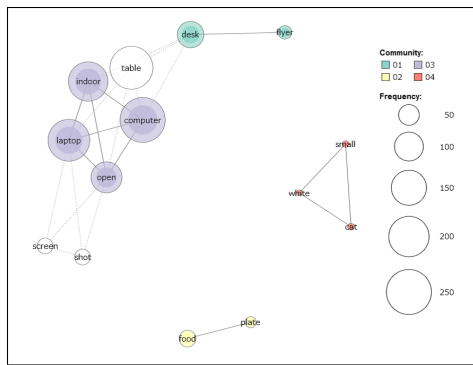 desk
flyer
table
indoor
computer
laptop
open
screen
shot
small
white
cat
plate
food
Community:
01 03
02 04
Frequency:
50
100
150
200
250